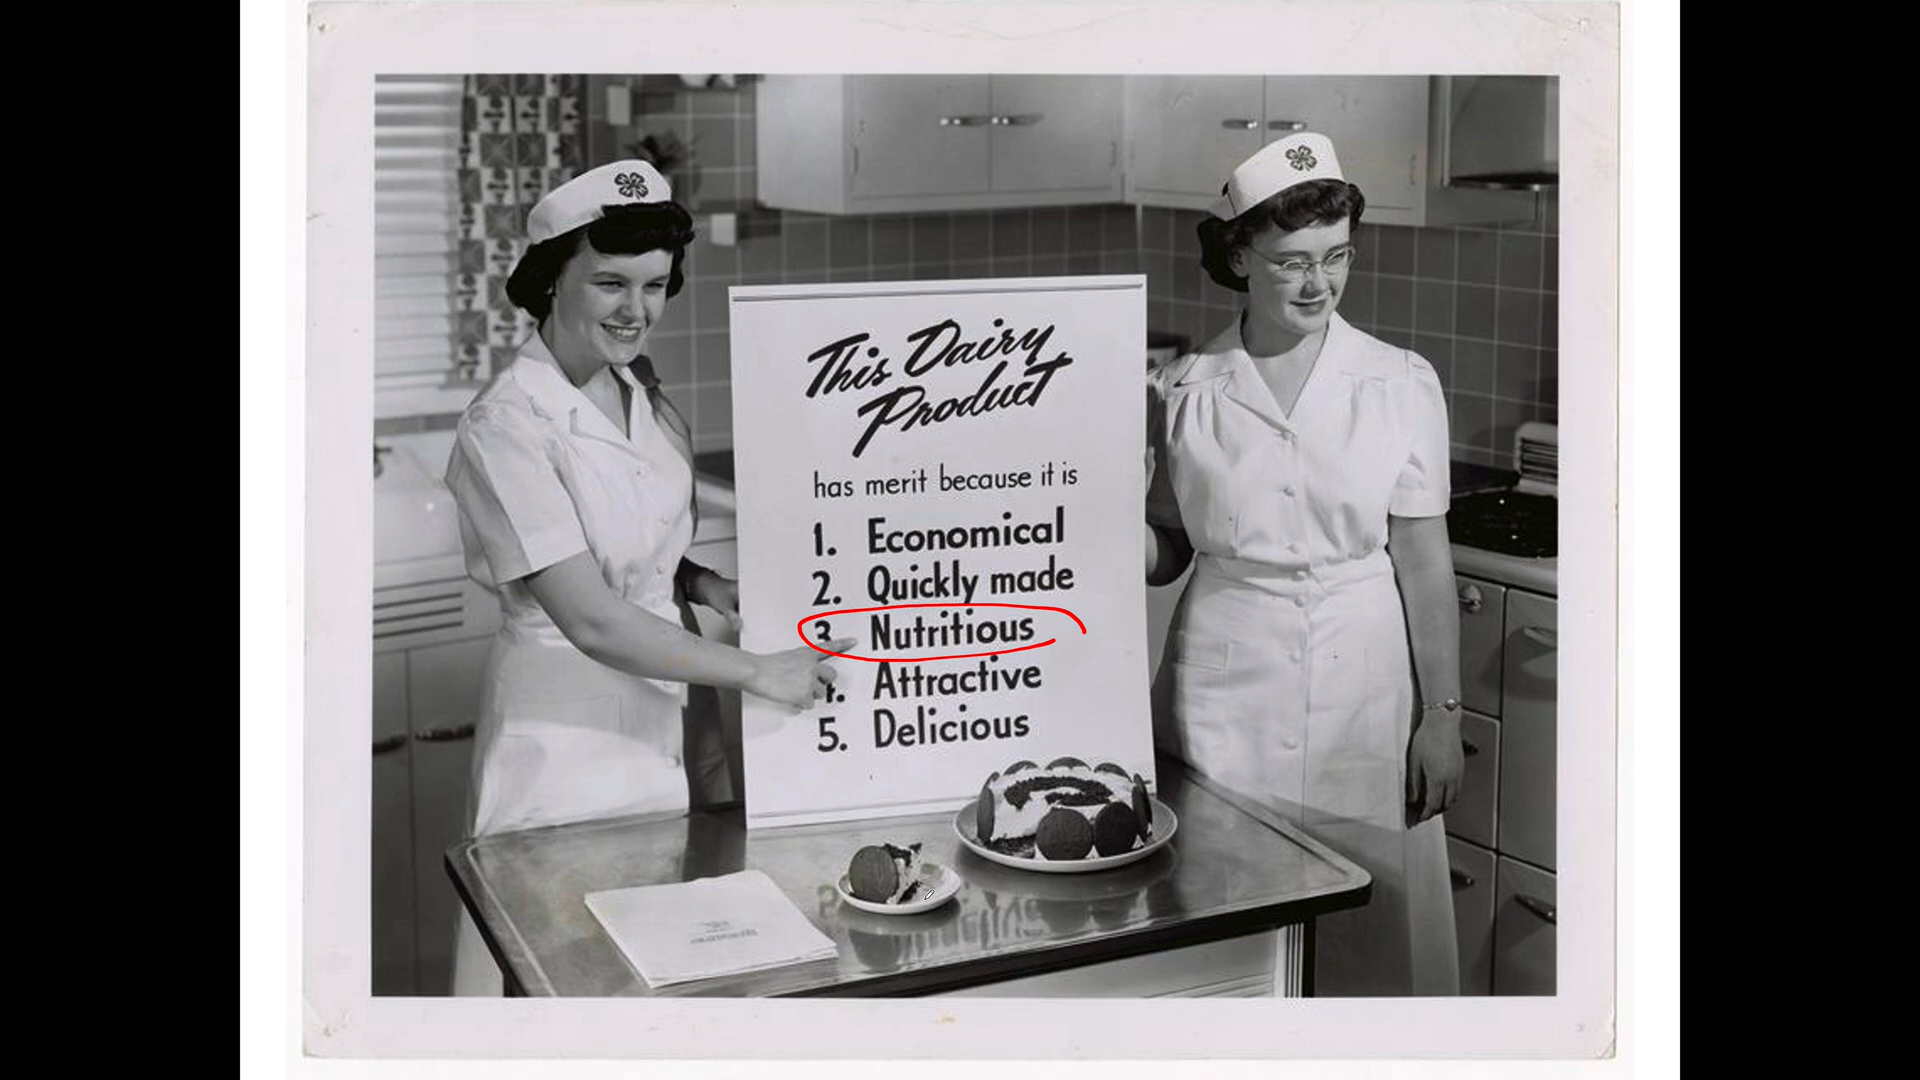 This Dairy
Product
has merit because it is
1. Economical
2. Quickly made
3. Nutritious
4. Attractive
5. Delicious